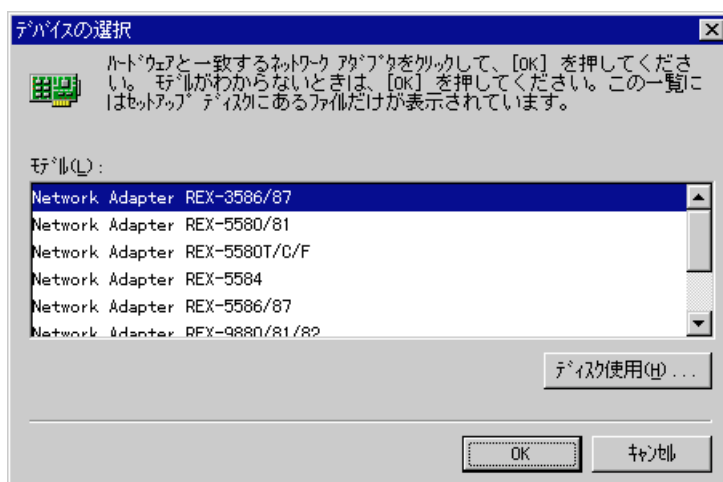 ﾃﾞﾊﾞｲｽの選択
ﾊｰﾄﾞｳｪｱと一致するﾈｯﾄﾜｰｸ ｱﾀﾞﾌﾟﾀをｸﾘｯｸして、[OK] を押してくださ
い。 ﾓﾃﾞﾙがわからないときは、[OK] を押してください。この一覧に
はｾｯﾄｱｯﾌﾟ ﾃﾞｨｽｸにあるﾌｧｲﾙだけが表示されています。
ﾓﾃﾞﾙ(L):
Network Adapter REX-3586/87
Network Adapter REX-5580/81
Network Adapter REX-5580T/C/F
Network Adapter REX-5584
Network Adapter REX-5586/87
Network Adapter REX-9880/81/82
ﾃﾞｨｽｸ使用(H)...
OK
ｷｬﾝｾﾙ